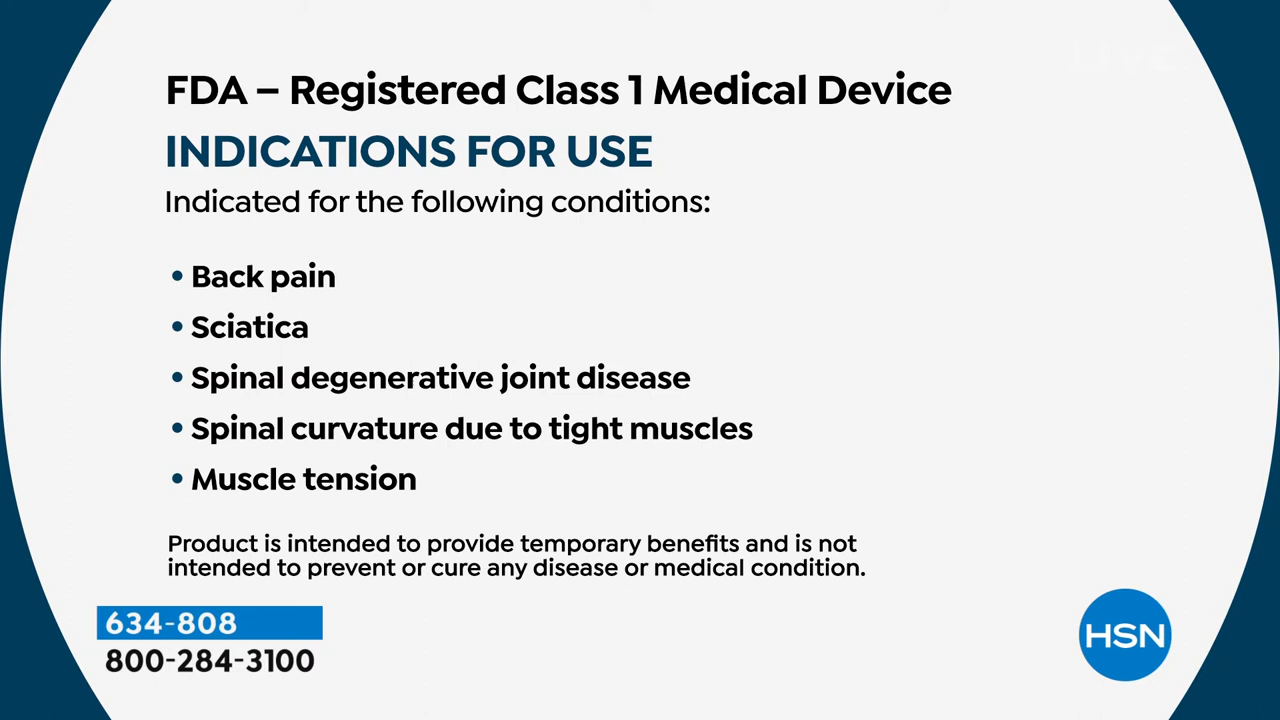 FDA – Registered Class 1 Medical Device
INDICATIONS FOR USE
Indicated for the following conditions:
• Back pain
• Sciatica
• Spinal degenerative joint disease
• Spinal curvature due to tight muscles
• Muscle tension
Product is intended to provide temporary benefits and is not
intended to prevent or cure any disease or medical condition.
634-808
800-284-3100
HSN